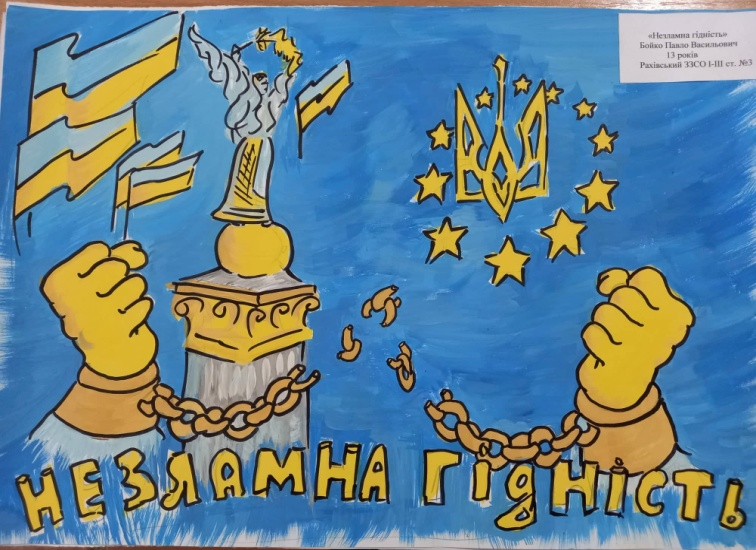 «Незламна гідність»
Бойко Павло Васильович
13 років
Рахівський ЗЗСО І-ІІІ ст. №3
НЕЗЛАМНА ГІДНІСТЬ